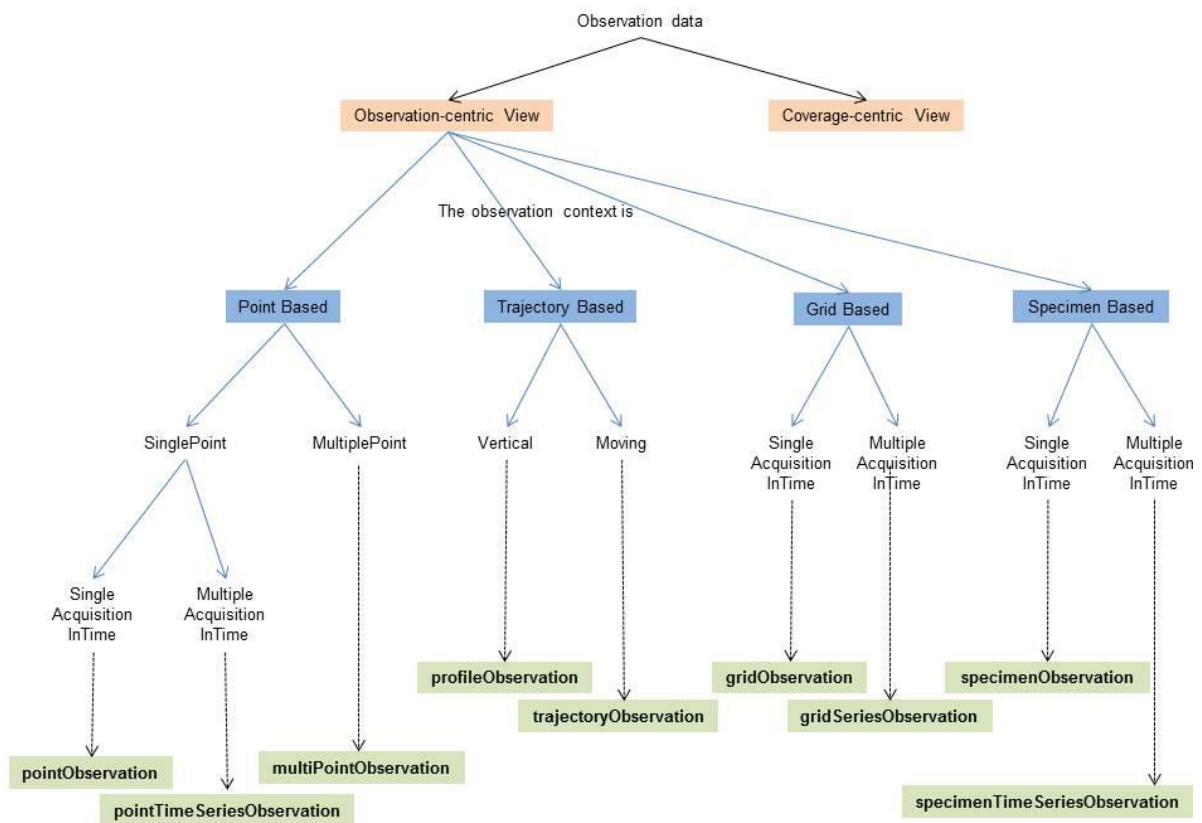 Observation data
Observation-centric View
Coverage-centric View
The observation context is
Point Based
Trajectory Based
Grid Based
Specimen Based
SinglePoint
MultiplePoint
Vertical
Moving
Single
Acquisition
InTime
Multiple
Acquisition
InTime
Single
Acquisition
InTime
Multiple
Acquisition
InTime
Single
Acquisition
InTime
Multiple
Acquisition
InTime
profileObservation
gridObservation
specimenObservation
trajectoryObservation
gridSeriesObservation
pointObservation
multiPointObservation
pointTimeSeriesObservation
specimenTimeSeriesObservation